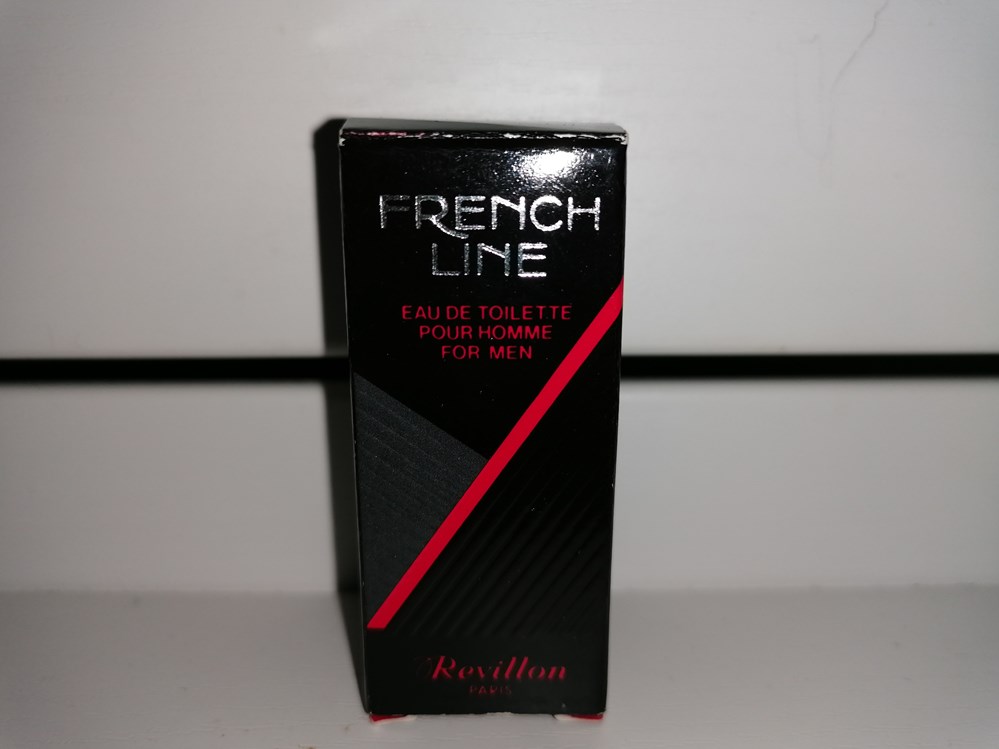 FRENCH
LINE
EAU DE TOILETTE
POUR HOMME
FOR MEN
Revillon
PARIS